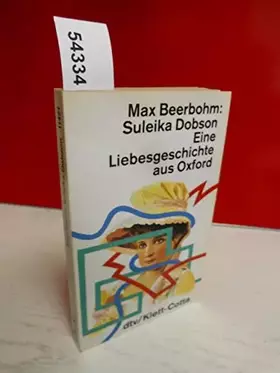 54334
Max Beerbohm:
Suleika Dobson
Eine
Liebesgeschichte
aus Oxford
dtv/Klett-Cotta